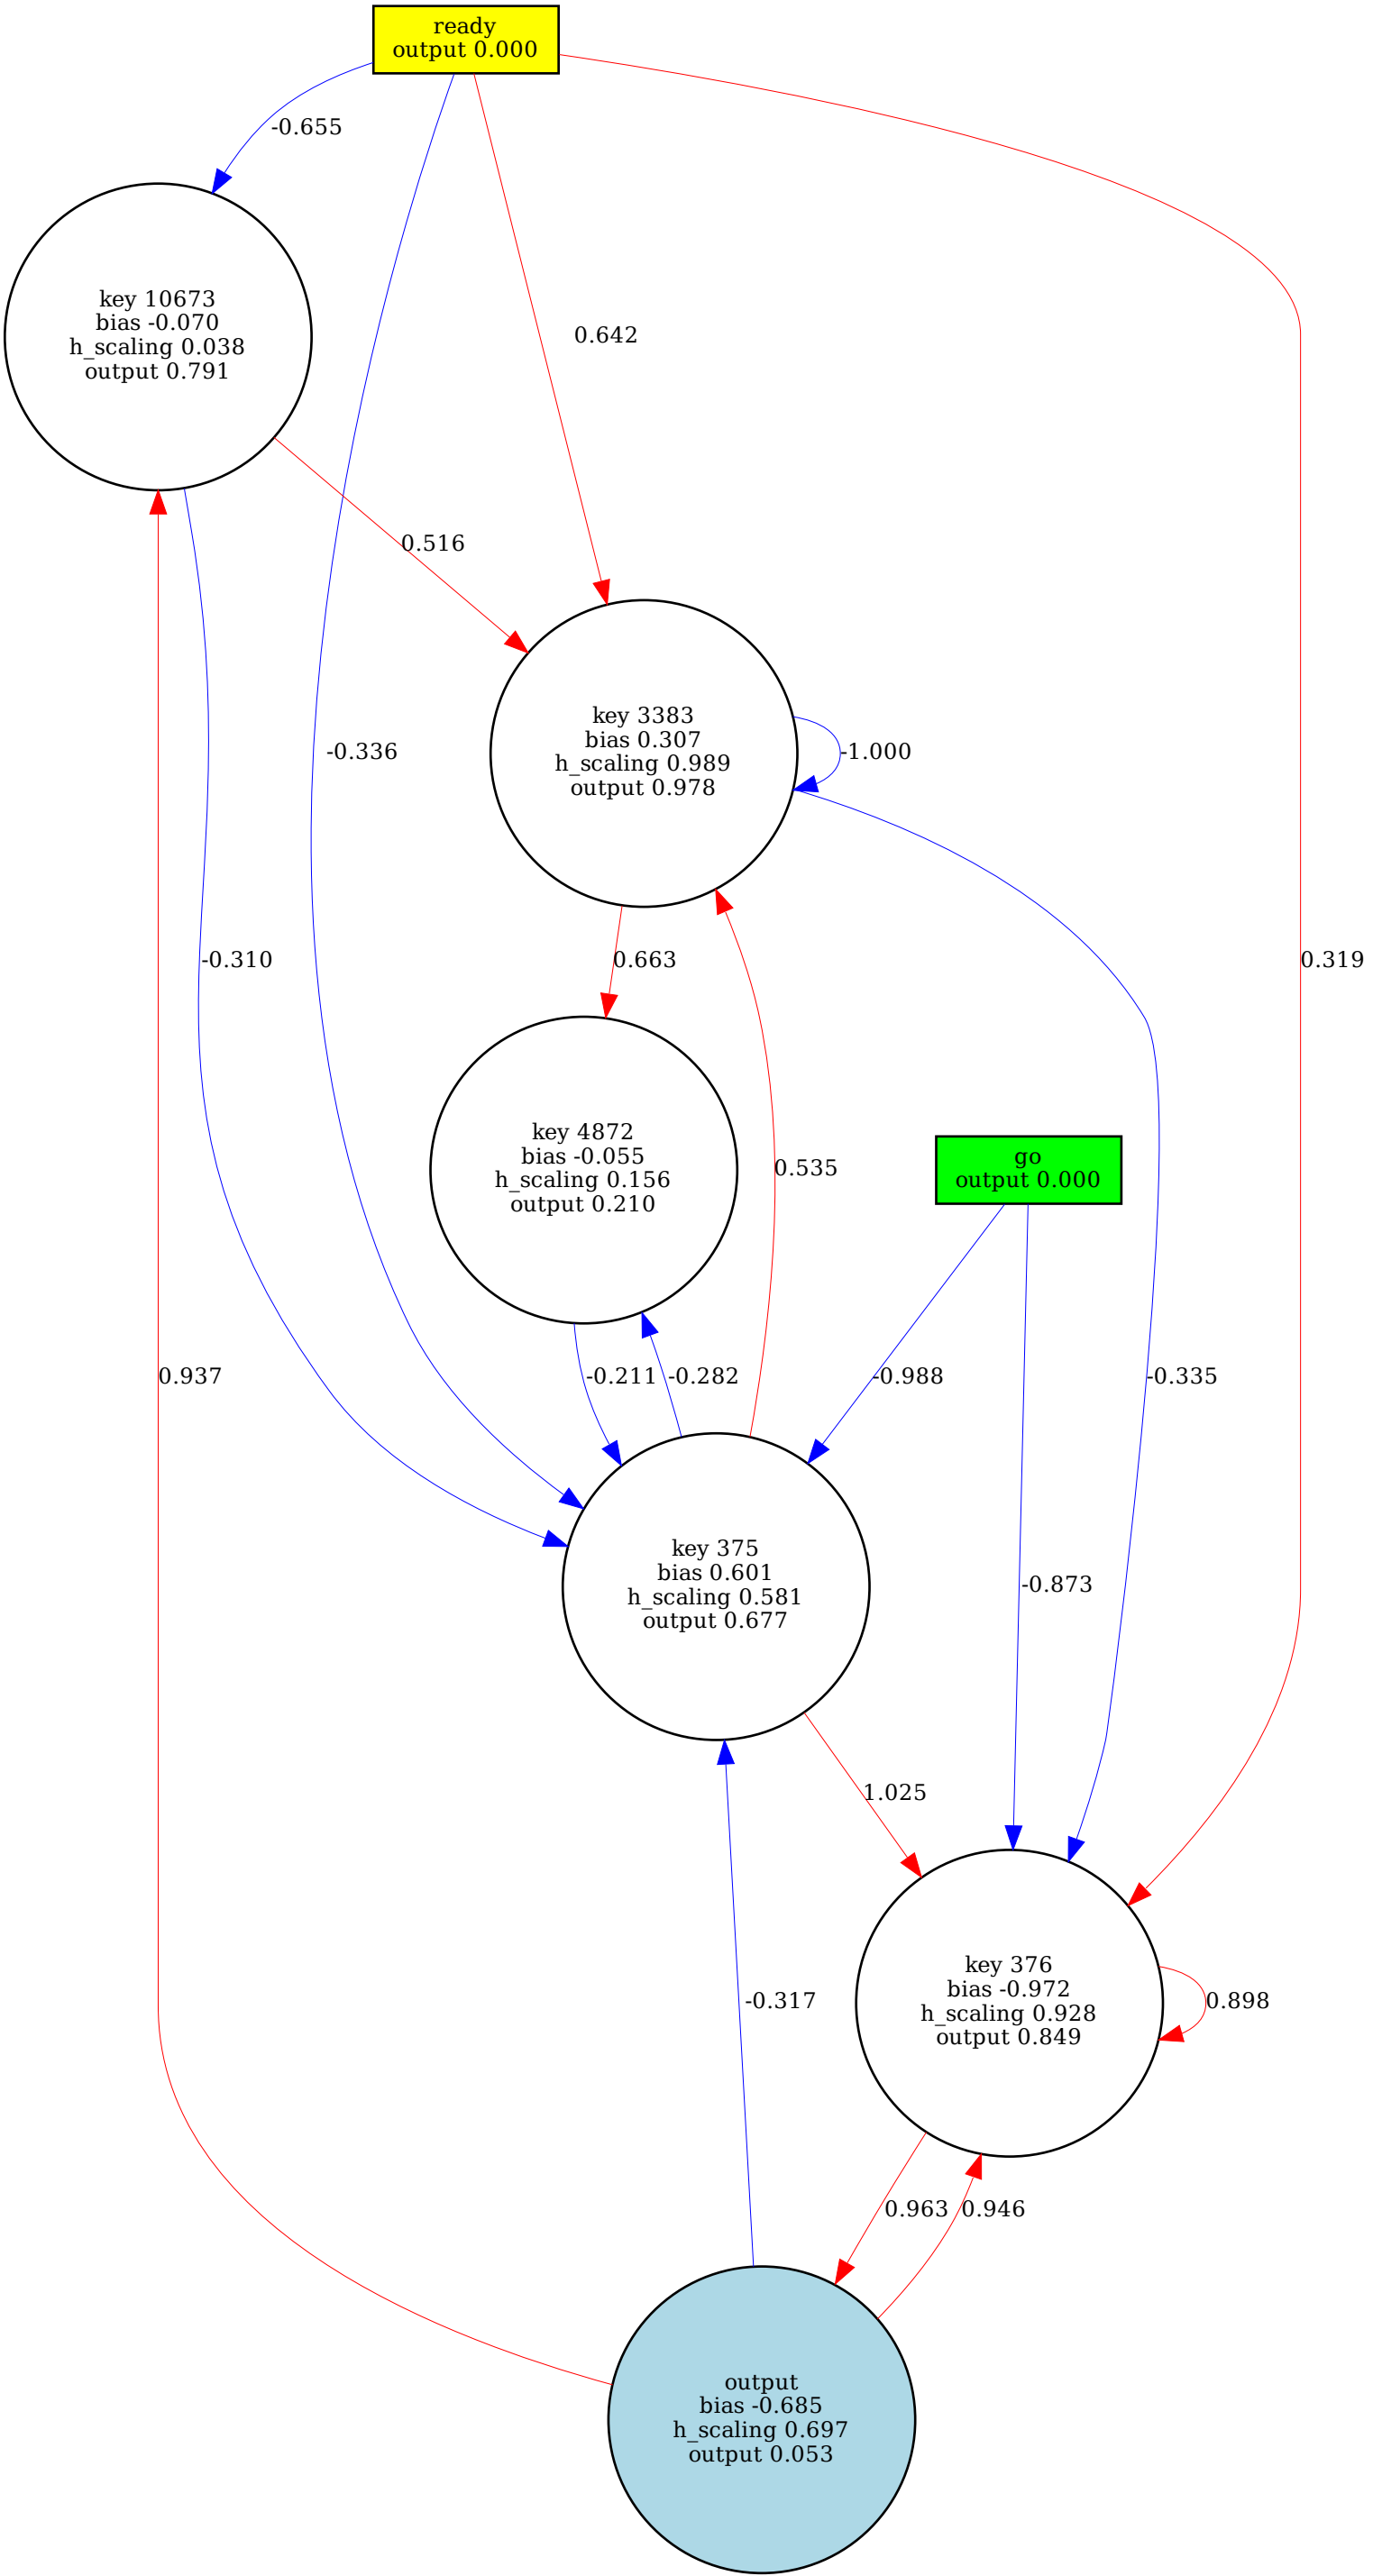 ready
output 0.000
-0.655
key 10673
bias -0.070
h_scaling 0.038
output 0.791
0.642
0.516
key 3383
bias 0.307
h_scaling 0.989
output 0.978
-1.000
-0.336
-0.310
0.663
0.319
key 4872
bias -0.055
h_scaling 0.156
output 0.210
go
output 0.000
0.535
0.937
-0.211
-0.282
-0.988
-0.335
key 375
bias 0.601
h_scaling 0.581
output 0.677
-0.873
1.025
key 376
bias -0.972
h_scaling 0.928
output 0.849
-0.317
0.898
0.963
0.946
output
bias -0.685
h_scaling 0.697
output 0.053